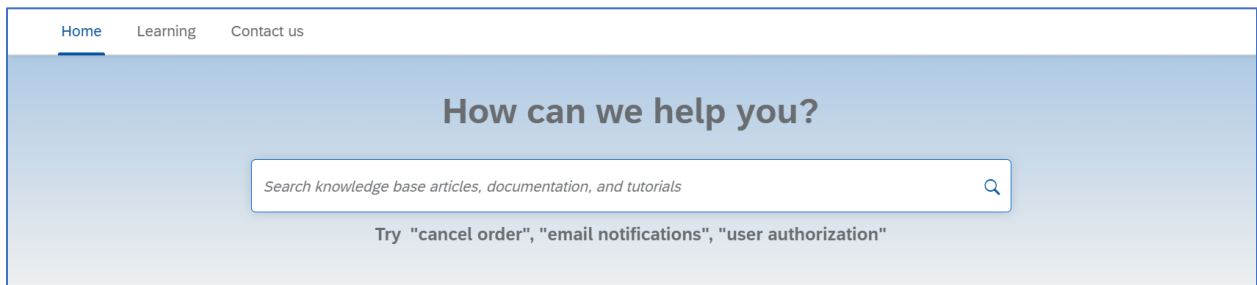 Home Learning Contact us
How can we help you?
Search knowledge base articles, documentation, and tutorials
Try "cancel order", "email notifications", "user authorization"